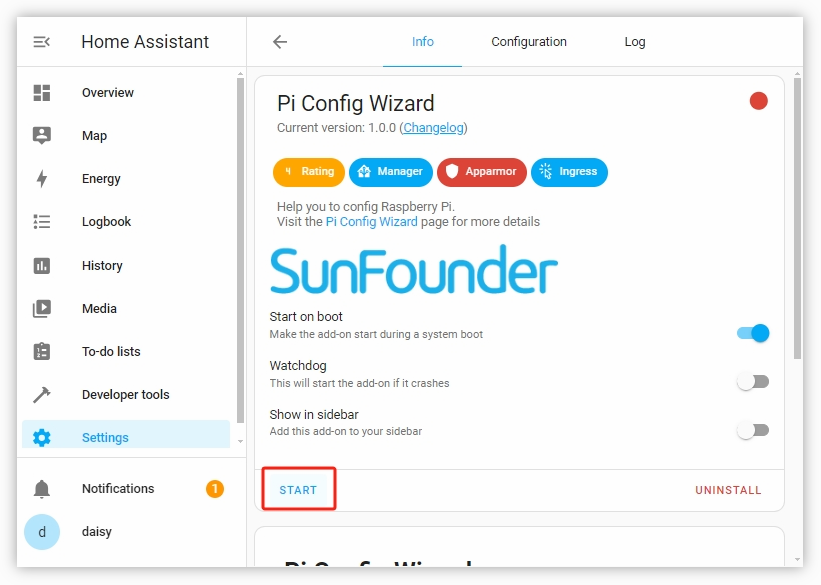 Home Assistant
Overview
Map
Energy
Logbook
History
Media
To-do lists
Developer tools
Settings
Notifications
1
d
daisy
Info
Configuration
Log
Pi Config Wizard
Current version: 1.0.0 (Changelog)
4 Rating
Manager
Apparmor
Ingress
Help you to config Raspberry Pi.
Visit the Pi Config Wizard page for more details
SunFounder
Start on boot
Make the add-on start during a system boot
Watchdog
This will start the add-on if it crashes
Show in sidebar
Add this add-on to your sidebar
START
UNINSTALL
Pi Config Wizard